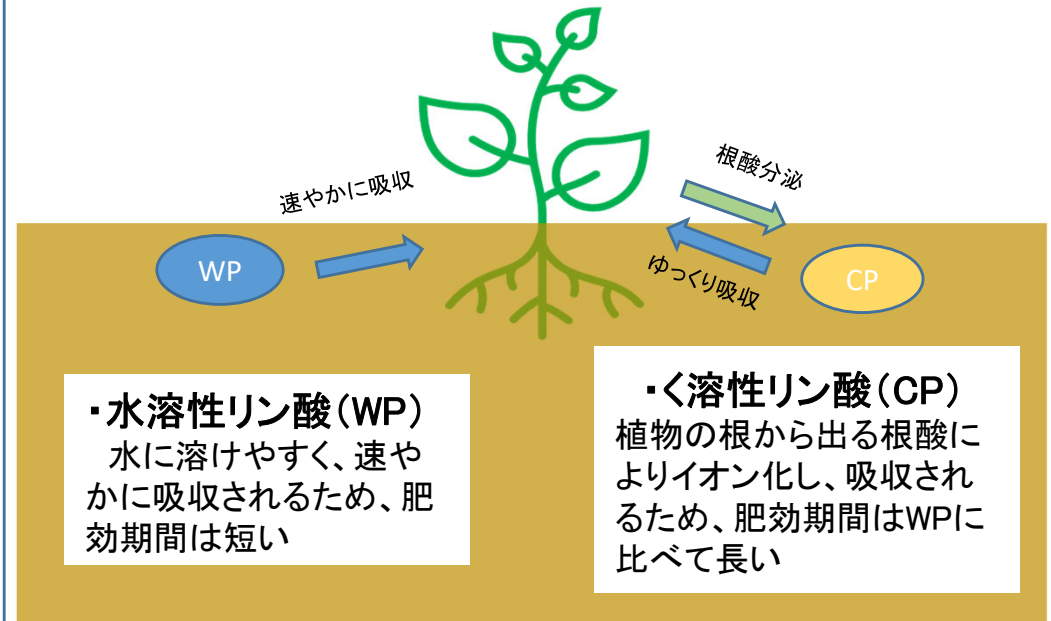 速やかに吸収
根酸分泌
WP
ゆっくり吸収
CP
・水溶性リン酸（WP）
水に溶けやすく、速や
かに吸収されるため、肥
効期間は短い
・く溶性リン酸（CP）
植物の根から出る根酸に
よりイオン化し、吸収され
るため、肥効期間はWPに
比べて長い